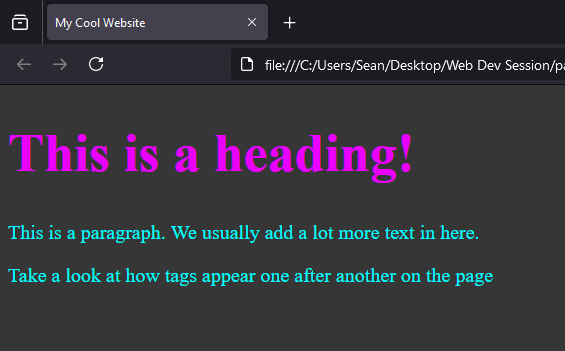 My Cool Website
file:///C:/Users/Sean/Desktop/Web Dev Session/pa
This is a heading!
This is a paragraph. We usually add a lot more text in here.
Take a look at how tags appear one after another on the page